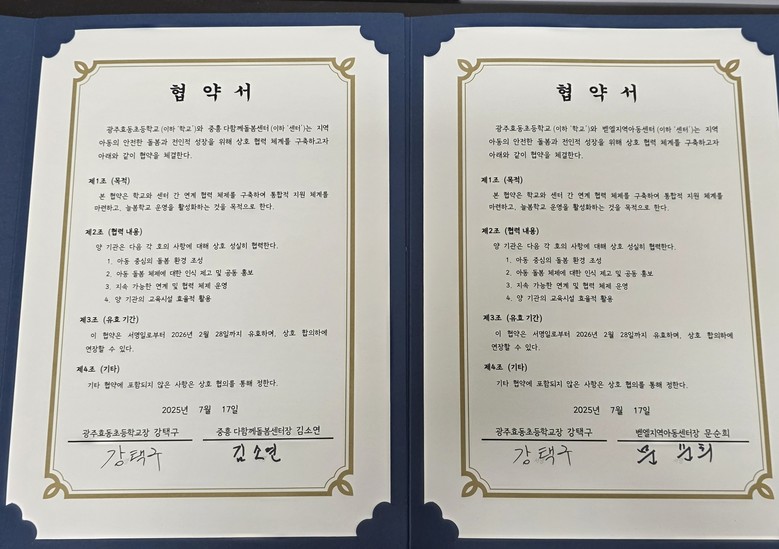 협 약 서
광주효동초등학교(이하 '학교')와 중흥 다함께돌봄센터(이하 '센터')는 지역
아동의 안전한 돌봄과 전인적 성장을 위해 상호 협력 체계를 구축하고자
아래와 같이 협약을 체결한다.
제1조 (목적)
본 협약은 학교와 센터 간 연계 협력 체제를 구축하여 통합적 지원 체계를
마련하고, 늘봄학교 운영을 활성화하는 것을 목적으로 한다.
제2조 (협력 내용)
양 기관은 다음 각 호의 사항에 대해 상호 성실히 협력한다.
1. 아동 중심의 돌봄 환경 조성
2. 아동 돌봄 체제에 대한 인식 제고 및 공동 홍보
3. 지속 가능한 연계 및 협력 체제 운영
4. 양 기관의 교육시설 효율적 활용
제3조 (유효 기간)
이 협약은 서명일로부터 2026년 2월 28일까지 유효하며, 상호 합의하에
연장할 수 있다.
제4조 (기타)
기타 협약에 포함되지 않은 사항은 상호 협의를 통해 정한다.
2025년 7월 17일
광주효동초등학교장 강택구 중흥 다함께돌봄센터장 김소연
강택구 김소연
협 약 서
광주효동초등학교(이하 '학교')와 벧엘지역아동센터(이하 '센터')는 지역
아동의 안전한 돌봄과 전인적 성장을 위해 상호 협력 체계를 구축하고자
아래와 같이 협약을 체결한다.
제1조 (목적)
본 협약은 학교와 센터 간 연계 협력 체제를 구축하여 통합적 지원 체계를
마련하고, 늘봄학교 운영을 활성화하는 것을 목적으로 한다.
제2조 (협력 내용)
양 기관은 다음 각 호의 사항에 대해 상호 성실히 협력한다.
1. 아동 중심의 돌봄 환경 조성
2. 아동 돌봄 체제에 대한 인식 제고 및 공동 홍보
3. 지속 가능한 연계 및 협력 체제 운영
4. 양 기관의 교육시설 효율적 활용
제3조 (유효 기간)
이 협약은 서명일로부터 2026년 2월 28일까지 유효하며, 상호 합의하에
연장할 수 있다.
제4조 (기타)
기타 협약에 포함되지 않은 사항은 상호 협의를 통해 정한다.
2025년 7월 17일
광주효동초등학교장 강택구 벧엘지역아동센터장 문순희
강택구 문순희